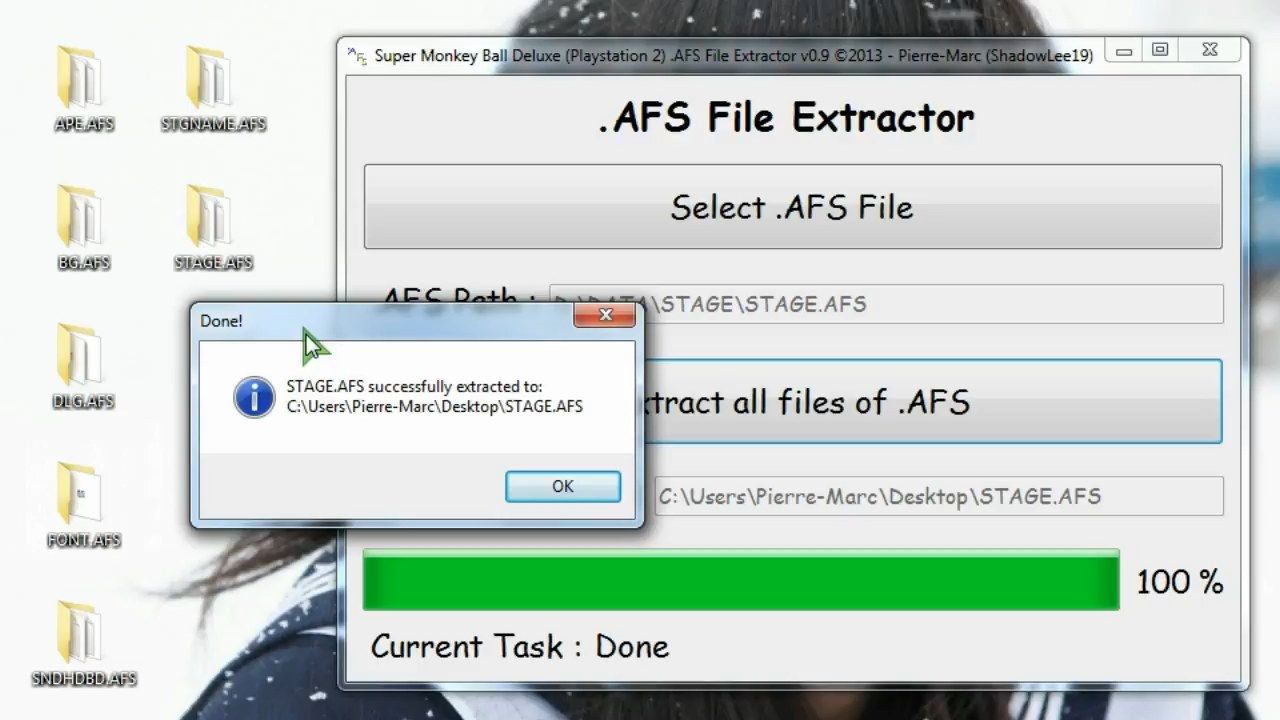 APE.AFS
STGNAME.AFS
BG.AFS
STAGE.AFS
DLG.AFS
FONT.AFS
SNDHDBD.AFS
Super Monkey Ball Deluxe (Playstation 2) .AFS File Extractor v0.9 ©2013 - Pierre-Marc (ShadowLee19)
.AFS File Extractor
Select .AFS File
.AFS Path : D:\DATA\STAGE\STAGE.AFS
Done!
STAGE.AFS successfully extracted to:
C:\Users\Pierre-Marc\Desktop\STAGE.AFS
OK
all files of .AFS
C:\Users\Pierre-Marc\Desktop\STAGE.AFS
100 %
Current Task : Done